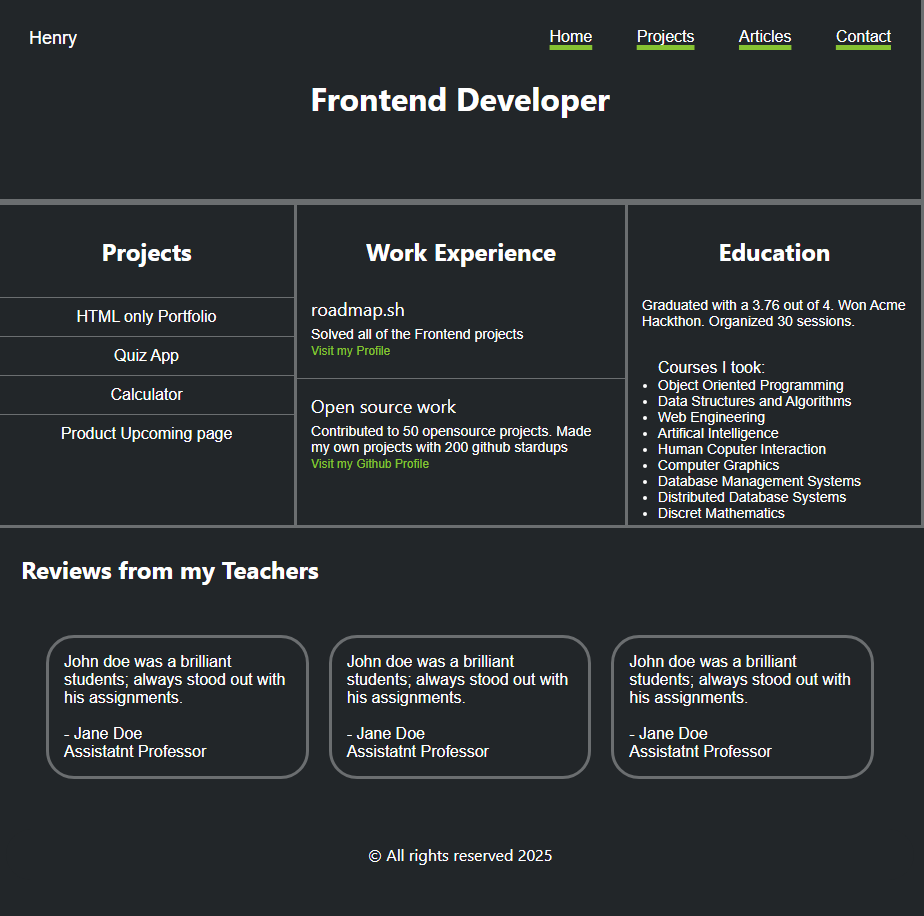 Henry
Home Projects Articles Contact
Frontend Developer
Projects
HTML only Portfolio
Quiz App
Calculator
Product Upcoming page
Work Experience
roadmap.sh
Solved all of the Frontend projects
Visit my Profile
Open source work
Contributed to 50 opensource projects. Made
my own projects with 200 github stardups
Visit my Github Profile
Education
Graduated with a 3.76 out of 4. Won Acme
Hackthon. Organized 30 sessions.
Courses I took:
• Object Oriented Programming
• Data Structures and Algorithms
• Web Engineering
• Artifical Intelligence
• Human Coputer Interaction
• Computer Graphics
• Database Management Systems
• Distributed Database Systems
• Discret Mathematics
Reviews from my Teachers
John doe was a brilliant
students; always stood out with
his assignments.
- Jane Doe
Assistatnt Professor
John doe was a brilliant
students; always stood out with
his assignments.
- Jane Doe
Assistatnt Professor
John doe was a brilliant
students; always stood out with
his assignments.
- Jane Doe
Assistatnt Professor
© All rights reserved 2025